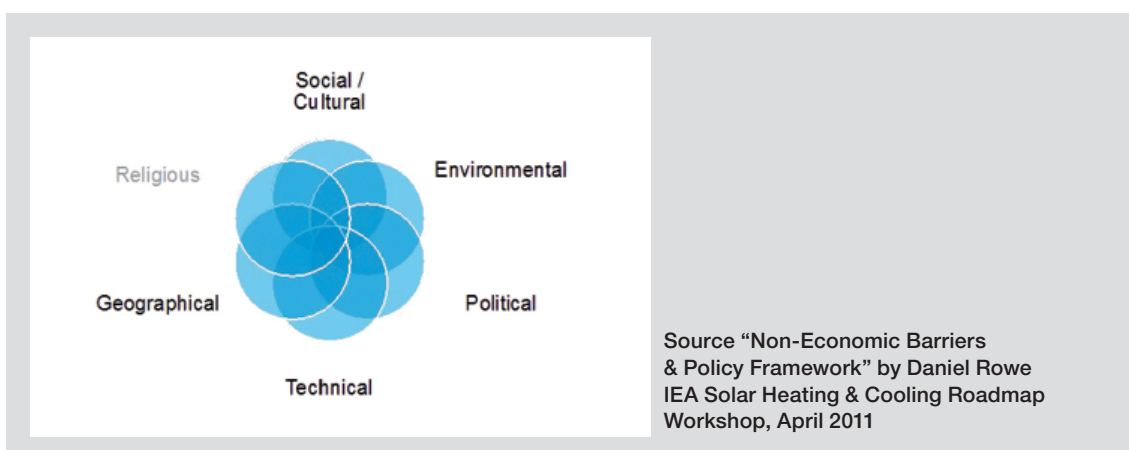 Social /
Cultural
Religious
Environmental
Geographical
Political
Technical
Source “Non-Economic Barriers
& Policy Framework” by Daniel Rowe
IEA Solar Heating & Cooling Roadmap
Workshop, April 2011